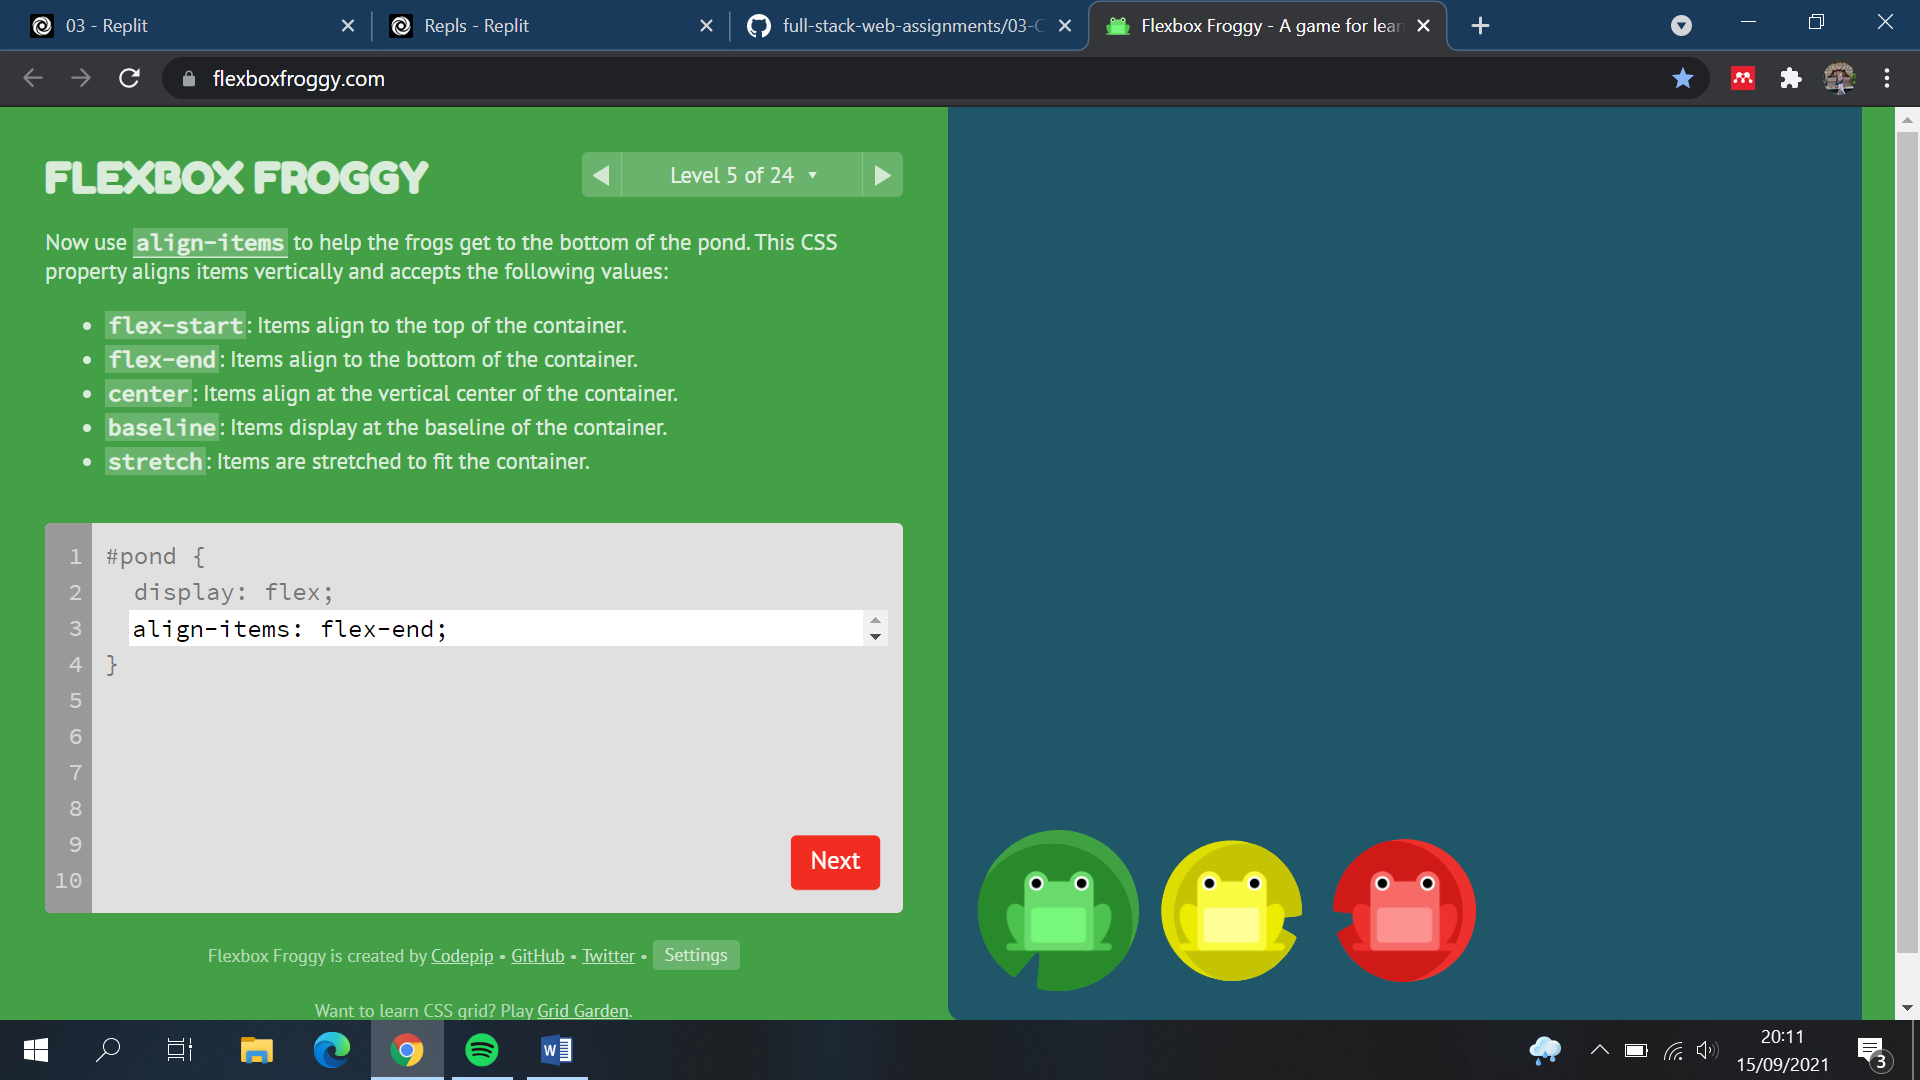 03 - Replit
Repls - Replit
full-stack-web-assignments/03-C
Flexbox Froggy - A game for lear
flexboxfroggy.com
FLEXBOX FROGGY
Level 5 of 24
Now use align-items to help the frogs get to the bottom of the pond. This CSS
property aligns items vertically and accepts the following values:
• flex-start: Items align to the top of the container.
• flex-end: Items align to the bottom of the container.
• center: Items align at the vertical center of the container.
• baseline: Items display at the baseline of the container.
• stretch: Items are stretched to fit the container.
1 #pond {
2 display: flex;
3 align-items: flex-end;
4 }
5
6
7
8
9
10
Next
Flexbox Froggy is created by Codepip • GitHub • Twitter • Settings
Want to learn CSS grid? Play Grid Garden.
W
20:11
15/09/2021
3